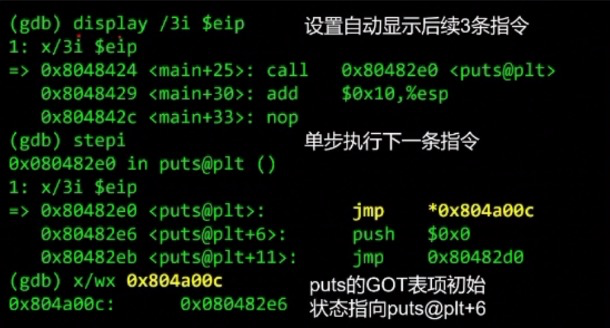 (gdb) display /3i $eip 设置自动显示后续3条指令
1: x/3i $eip
=> 0x8048424 <main+25>: call 0x80482e0 <puts@plt>
0x8048429 <main+30>: add $0x10,%esp
0x804842c <main+33>: nop
(gdb) stepi 单步执行下一条指令
0x080482e0 in puts@plt ()
1: x/3i $eip
=> 0x80482e0 <puts@plt>: jmp *0x804a00c
0x80482e6 <puts@plt+6>: push $0x0
0x80482eb <puts@plt+11>: jmp 0x80482d0
(gdb) x/wx 0x804a00c puts的GOT表项初始
0x804a00c: 0x080482e6 状态指向puts@plt+6